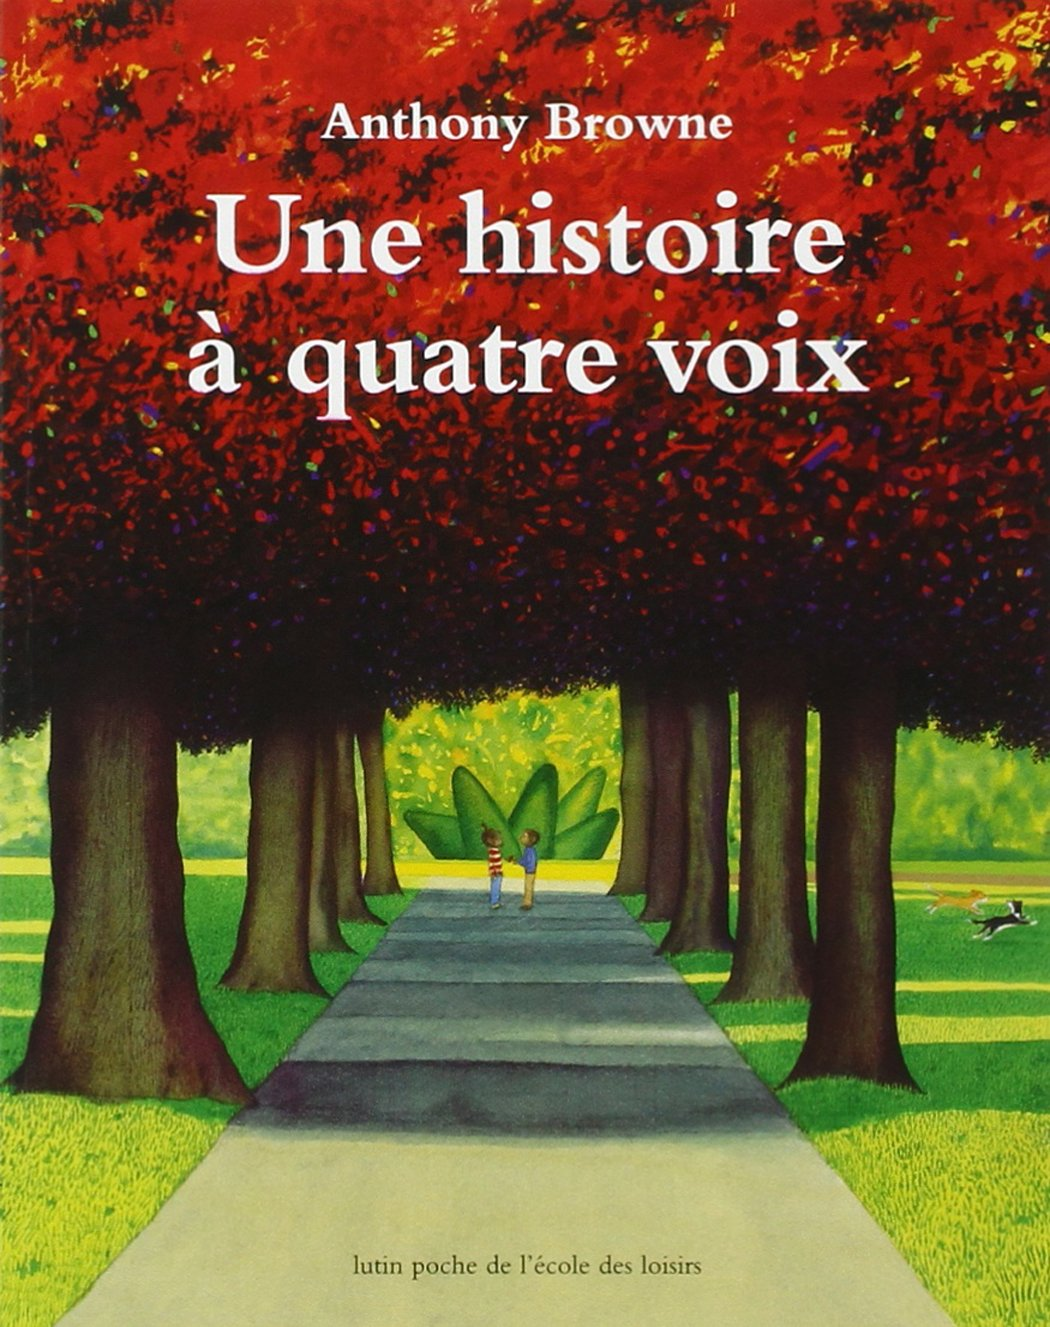 Anthony Browne
Une histoire
à quatre voix
lutin poche de l'école des loisirs